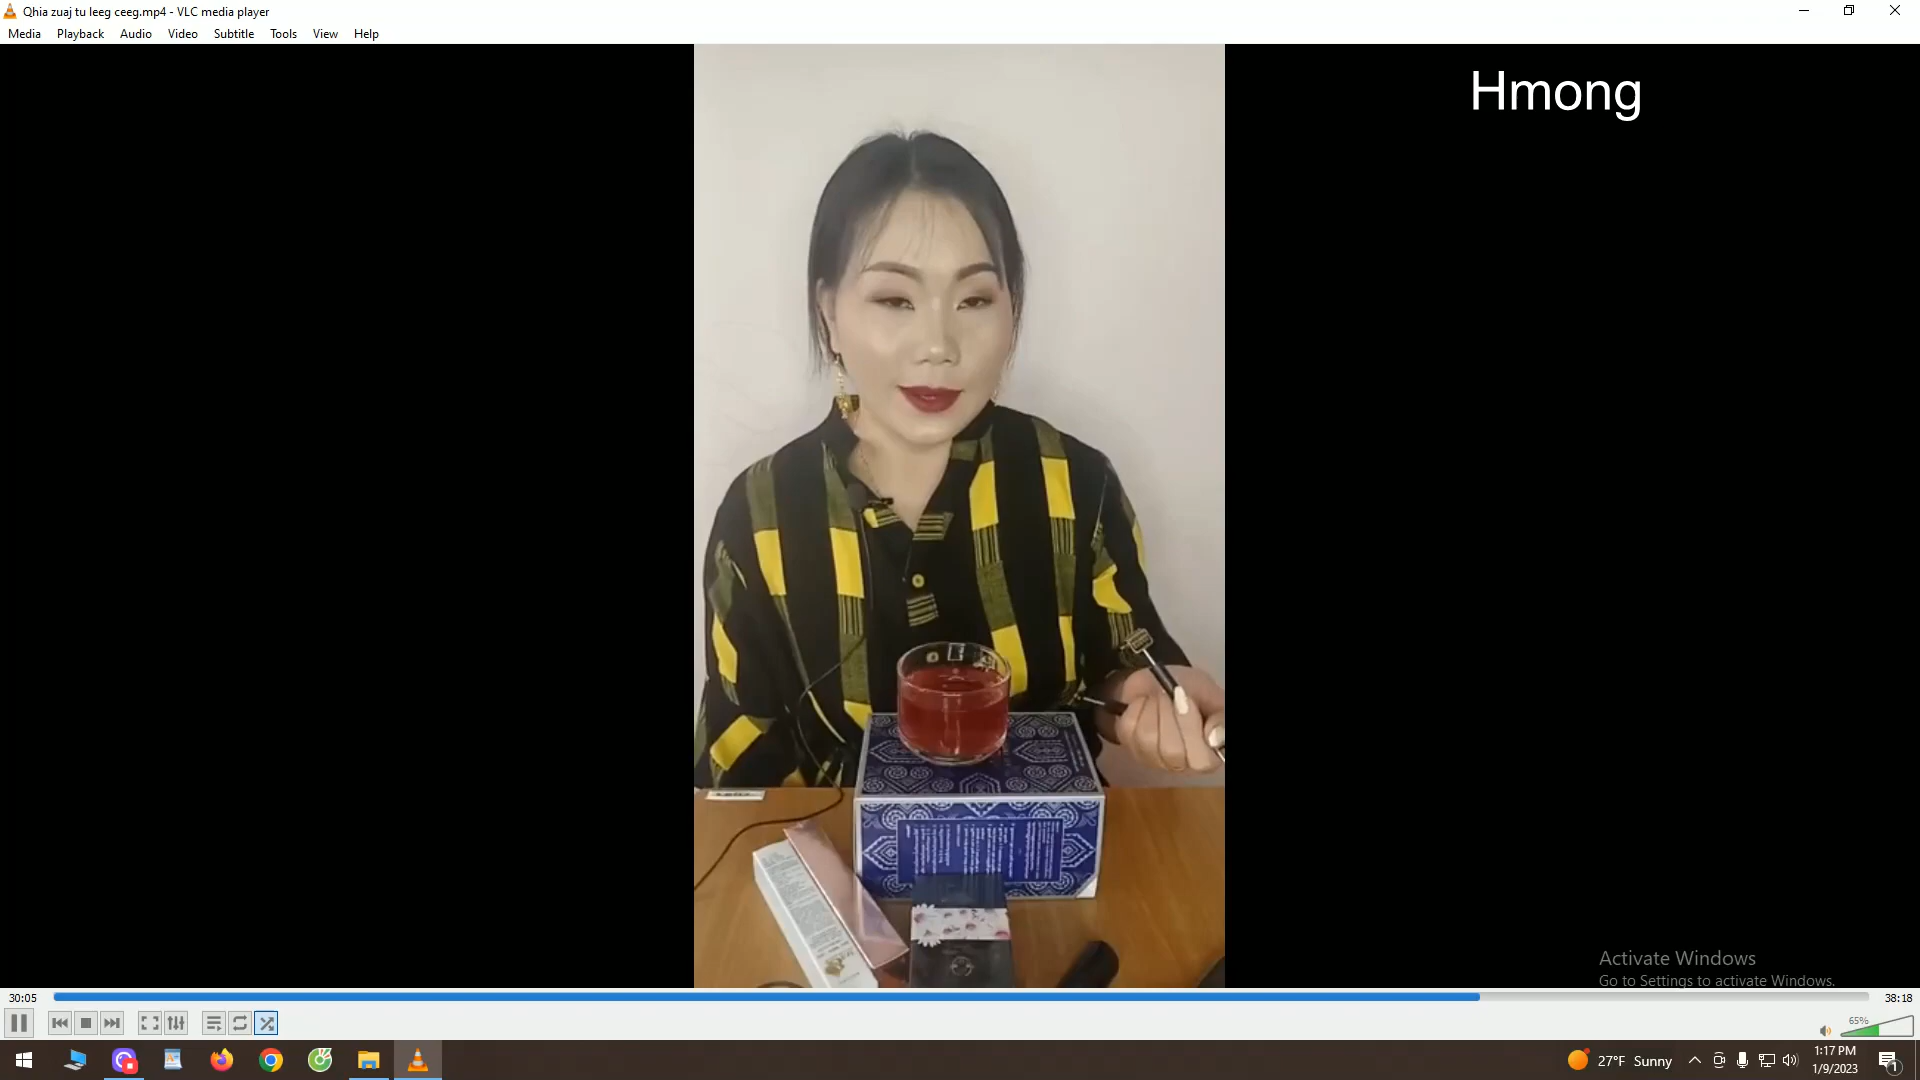 Qhia zuaj tu leeg ceeg.mp4 - VLC media player
Media Playback Audio Video Subtitle Tools View Help
Hmong
Activate Windows
Go to Settings to activate Windows.
30:05
38:18
65%
27°F Sunny
1:17 PM
1/9/2023
1